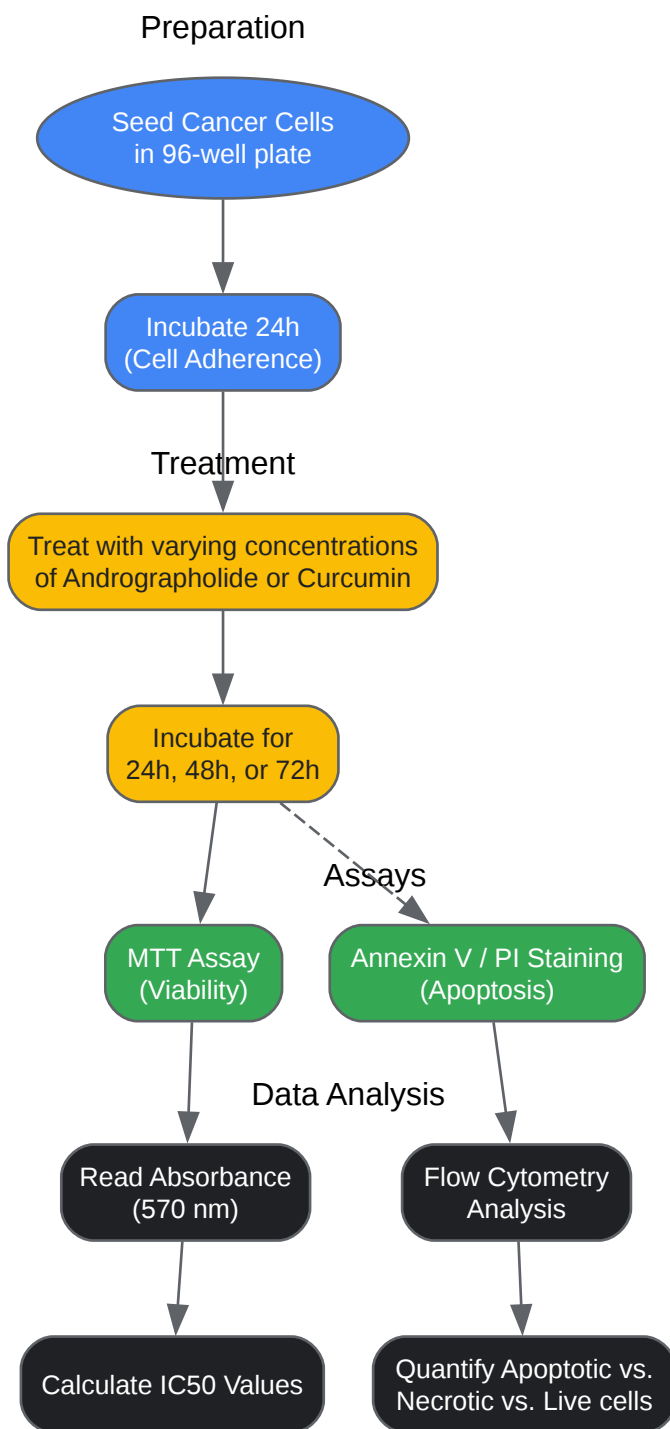 Preparation
Seed Cancer Cells
in 96-well plate
Incubate 24h
(Cell Adherence)
Treatment
Treat with varying concentrations
of Andrographolide or Curcumin
Incubate for
24h, 48h, or 72h
Assays
MTT Assay
(Viability)
Annexin V / PI Staining
(Apoptosis)
Data Analysis
Read Absorbance
(570 nm)
Flow Cytometry
Analysis
Calculate IC50 Values
Quantify Apoptotic vs.
Necrotic vs. Live cells